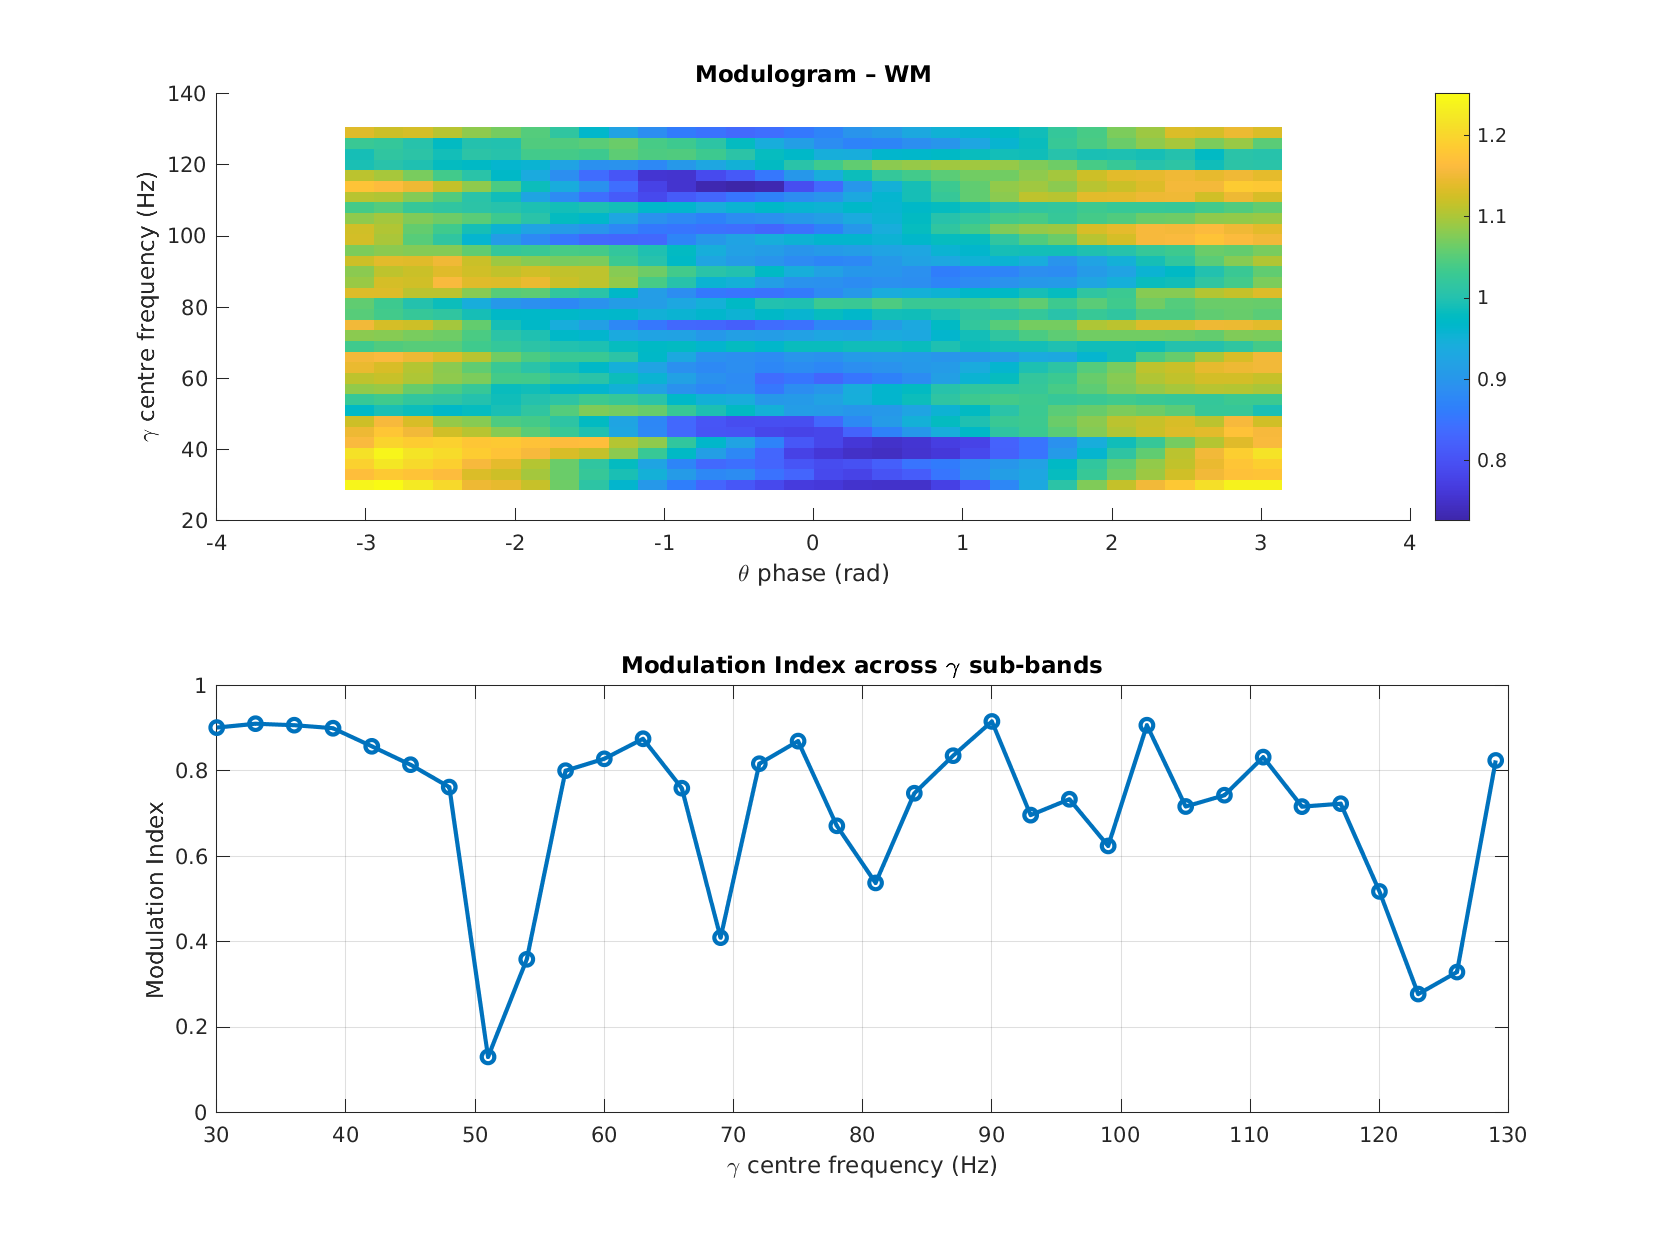 Modulogram – WM
γ centre frequency (Hz)
140
120
100
80
60
40
20
-4 -3 -2 -1 0 1 2 3 4
θ phase (rad)
1.2
1.1
1
0.9
0.8
Modulation Index across γ sub-bands
Modulation Index
1
0.8
0.6
0.4
0.2
0
30 40 50 60 70 80 90 100 110 120 130
γ centre frequency (Hz)